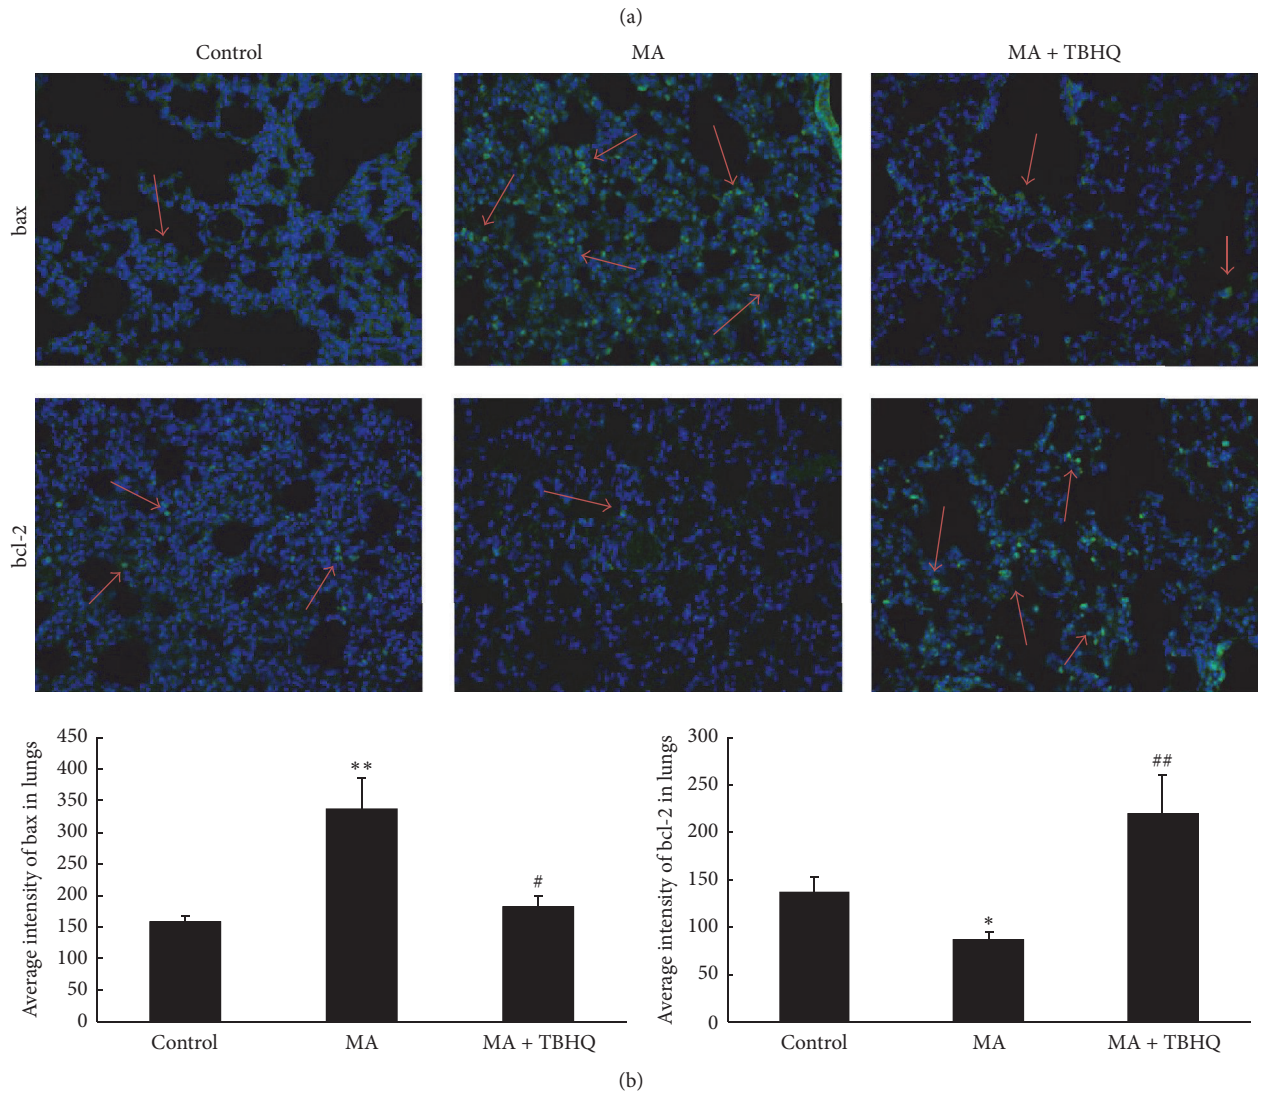 (a)
Control MA MA + TBHQ
bax
bcl-2
Average intensity of bax in lungs
450
400
350
300
250
200
150
100
50
0
**
#
Control MA MA + TBHQ
Average intensity of bcl-2 in lungs
300
250
200
150
100
50
0
*
##
Control MA MA + TBHQ
(b)